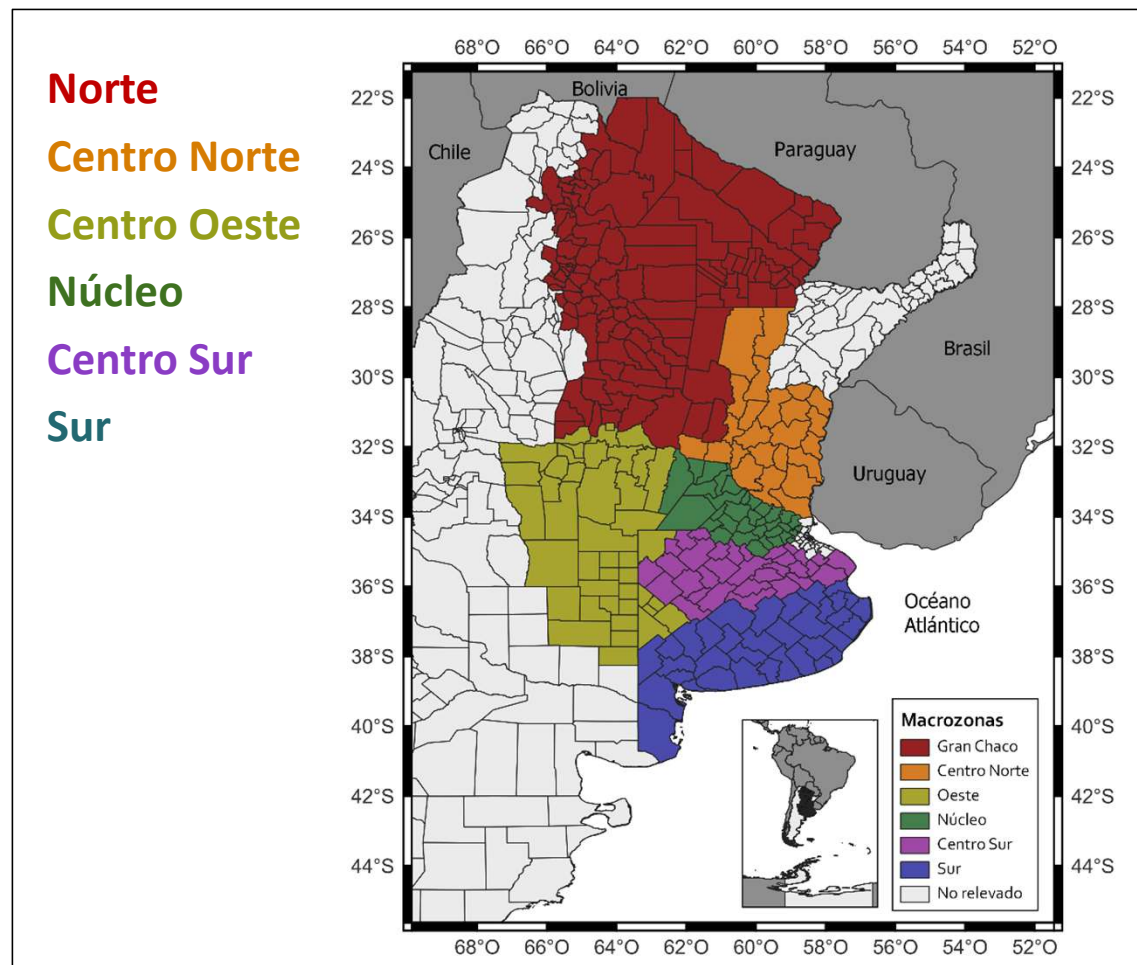 Norte
Centro Norte
Centro Oeste
Núcleo
Centro Sur
Sur
68°O 66°O 64°O 62°O 60°O 58°O 56°O 54°O 52°O
22°S 22°S
24°S 24°S
26°S 26°S
28°S 28°S
30°S 30°S
32°S 32°S
34°S 34°S
36°S 36°S
38°S 38°S
40°S 40°S
42°S 42°S
44°S 44°S
Bolivia
Chile
Paraguay
Brasil
Uruguay
Océano
Atlántico
Macrozonas
Gran Chaco
Centro Norte
Oeste
Núcleo
Centro Sur
Sur
No relevado
68°O 66°O 64°O 62°O 60°O 58°O 56°O 54°O 52°O